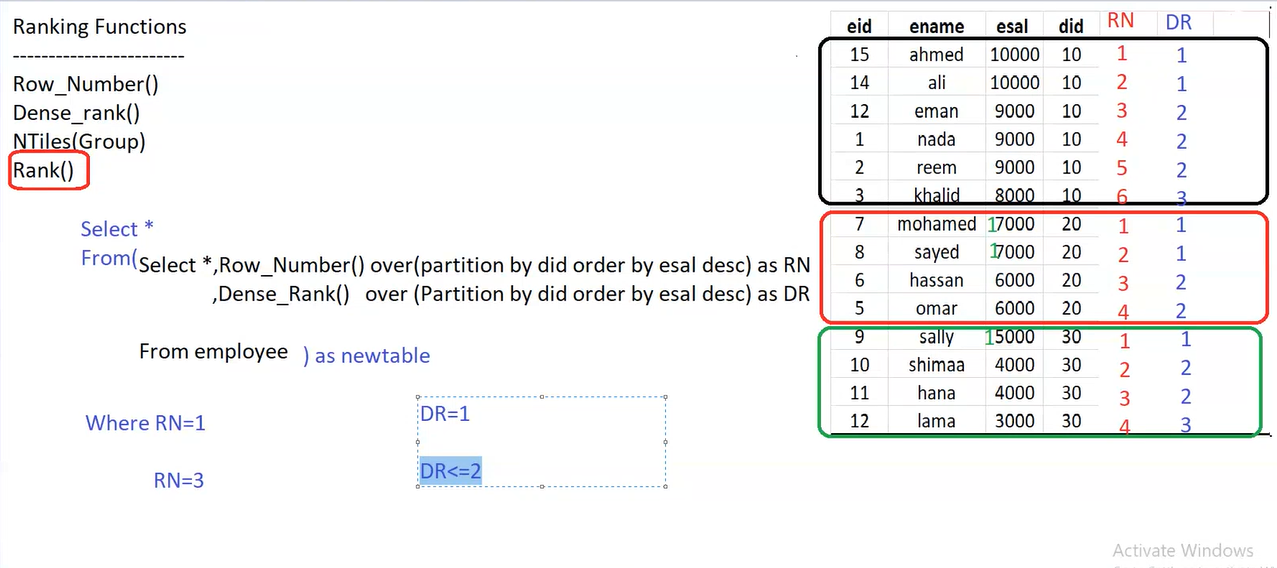 Ranking Functions
------------------------
Row_Number()
Dense_rank()
NTiles(Group)
Rank()
Select *
From(
Select *,Row_Number() over(partition by did order by esal desc) as RN
,Dense_Rank() over (Partition by did order by esal desc) as DR
From employee ) as newtable
Where RN=1
RN=3
DR=1
DR<=2
eid ename esal did RN DR
15 ahmed 10000 10 1 1
14 ali 10000 10 2 1
12 eman 9000 10 3 2
1 nada 9000 10 4 2
2 reem 9000 10 5 2
3 khalid 8000 10 6 3
7 mohamed 17000 20 1 1
8 sayed 17000 20 2 1
6 hassan 6000 20 3 2
5 omar 6000 20 4 2
9 sally 15000 30 1 1
10 shimaa 4000 30 2 2
11 hana 4000 30 3 2
12 lama 3000 30 4 3
Activate Windows